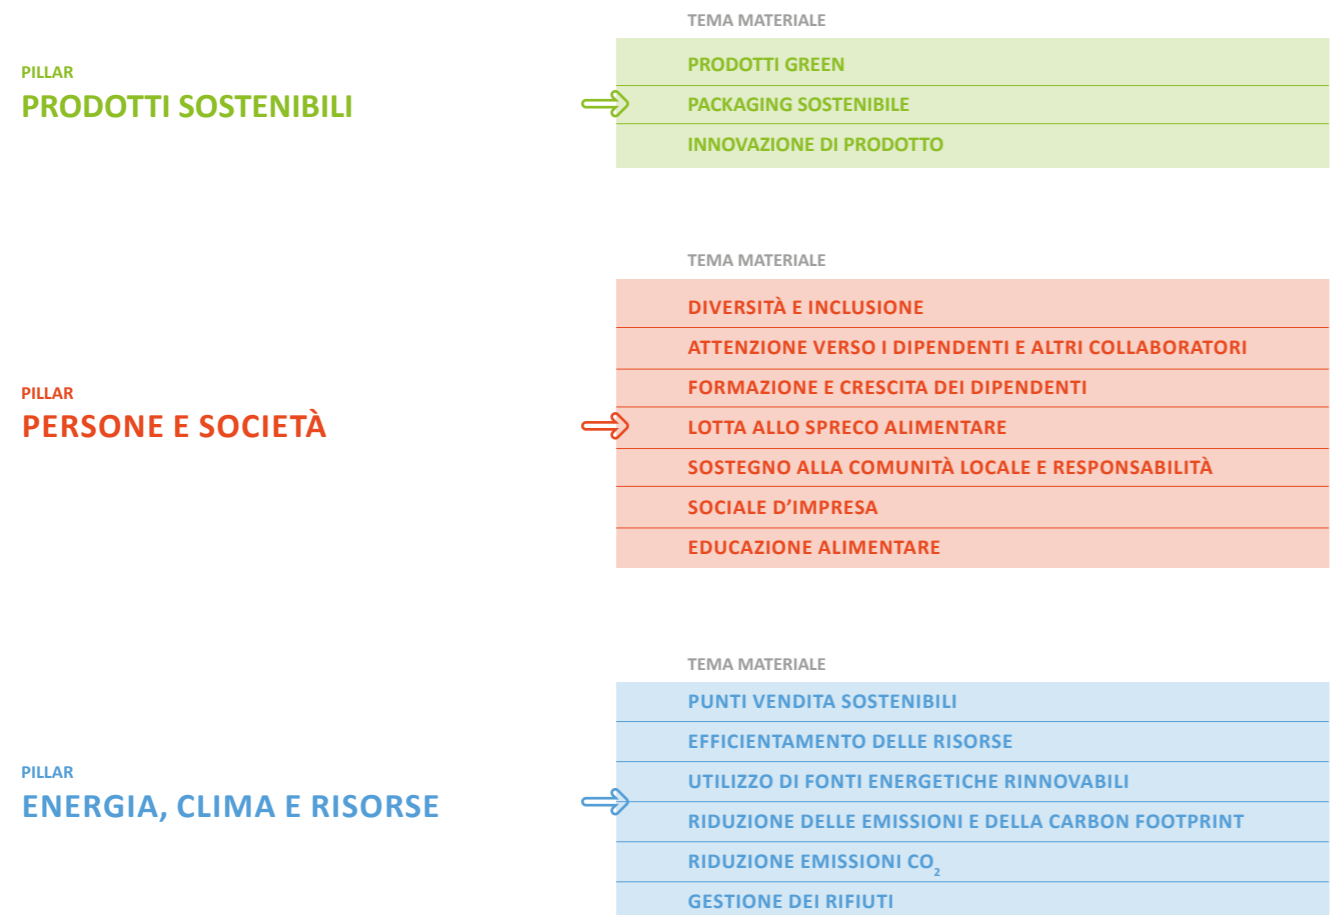 TEMA MATERIALE
PILLAR
PRODOTTI SOSTENIBILI
PRODOTTI GREEN
PACKAGING SOSTENIBILE
INNOVAZIONE DI PRODOTTO
TEMA MATERIALE
PILLAR
PERSONE E SOCIETÀ
DIVERSITÀ E INCLUSIONE
ATTENZIONE VERSO I DIPENDENTI E ALTRI COLLABORATORI
FORMAZIONE E CRESCITA DEI DIPENDENTI
LOTTA ALLO SPRECO ALIMENTARE
SOSTEGNO ALLA COMUNITÀ LOCALE E RESPONSABILITÀ
SOCIALE D’IMPRESA
EDUCAZIONE ALIMENTARE
TEMA MATERIALE
PILLAR
ENERGIA, CLIMA E RISORSE
PUNTI VENDITA SOSTENIBILI
EFFICIENTAMENTO DELLE RISORSE
UTILIZZO DI FONTI ENERGETICHE RINNOVABILI
RIDUZIONE DELLE EMISSIONI E DELLA CARBON FOOTPRINT
RIDUZIONE EMISSIONI CO₂
GESTIONE DEI RIFIUTI